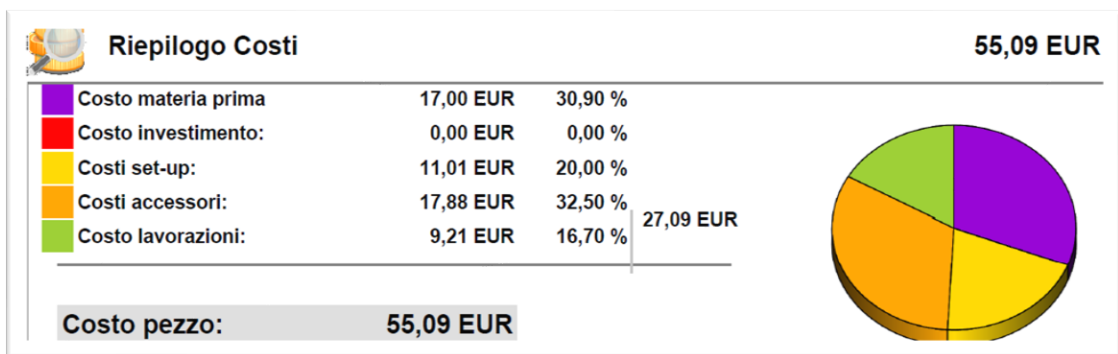 Riepilogo Costi 55,09 EUR
Costo materia prima 17,00 EUR 30,90 %
Costo investimento: 0,00 EUR 0,00 %
Costi set-up: 11,01 EUR 20,00 %
Costi accessori: 17,88 EUR 32,50 %
27,09 EUR
Costo lavorazioni: 9,21 EUR 16,70 %
Costo pezzo: 55,09 EUR